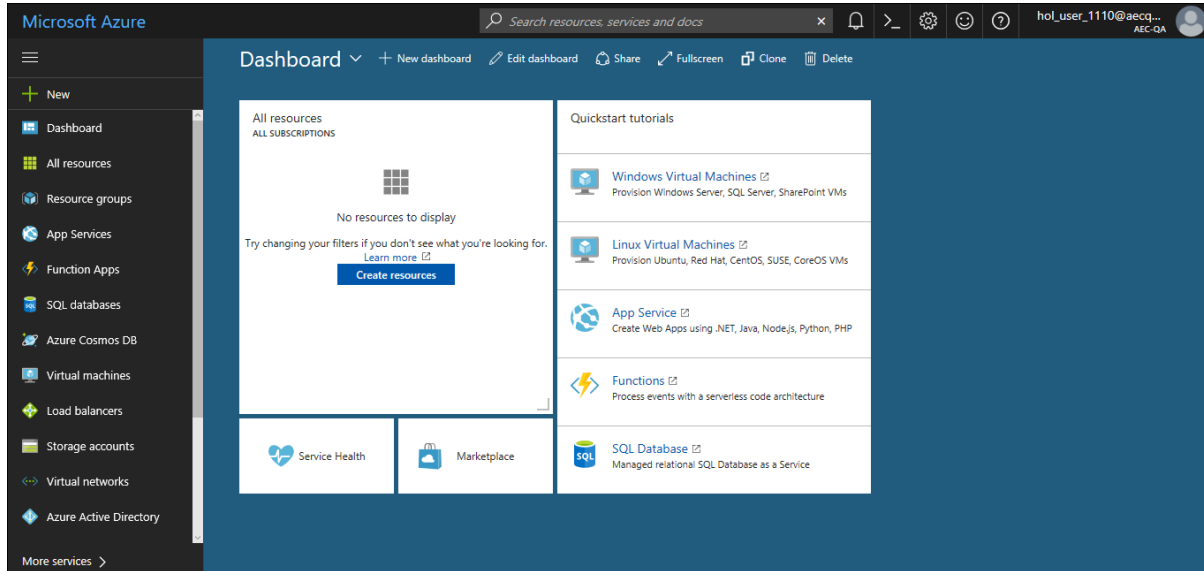 Microsoft Azure
Search resources, services and docs
hol_user_1110@aecq...
AEC-QA
Dashboard
New dashboard
Edit dashboard
Share
Fullscreen
Clone
Delete
New
Dashboard
All resources
Resource groups
App Services
Function Apps
SQL databases
Azure Cosmos DB
Virtual machines
Load balancers
Storage accounts
Virtual networks
Azure Active Directory
More services
All resources
ALL SUBSCRIPTIONS
No resources to display
Try changing your filters if you don't see what you're looking for.
Learn more
Create resources
Service Health
Marketplace
Quickstart tutorials
Windows Virtual Machines
Provision Windows Server, SQL Server, SharePoint VMs
Linux Virtual Machines
Provision Ubuntu, Red Hat, CentOS, SUSE, CoreOS VMs
App Service
Create Web Apps using .NET, Java, Node.js, Python, PHP
Functions
Process events with a serverless code architecture
SQL
SQL Database
Managed relational SQL Database as a Service